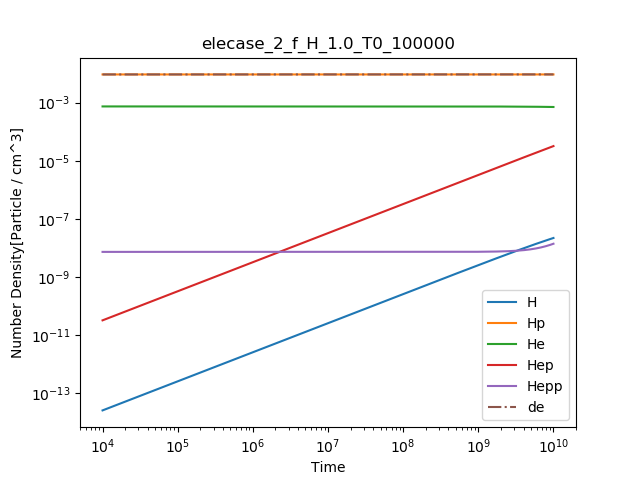 elecase_2_f_H_1.0_T0_100000
Number Density[Particle / cm^3]
10^-3
10^-5
10^-7
10^-9
10^-11
10^-13
H
Hp
He
Hep
Hepp
de
10^4
10^5
10^6
10^7
10^8
10^9
10^10
Time